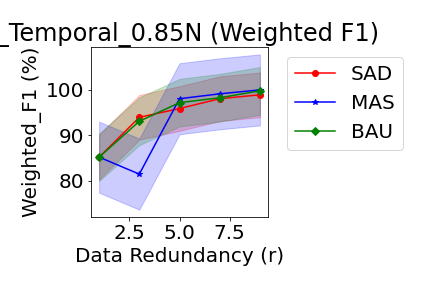 _Temporal_0.85N (Weighted F1)
Weighted_F1 (%)
100
90
80
2.5 5.0 7.5
Data Redundancy (r)
SAD
MAS
BAU